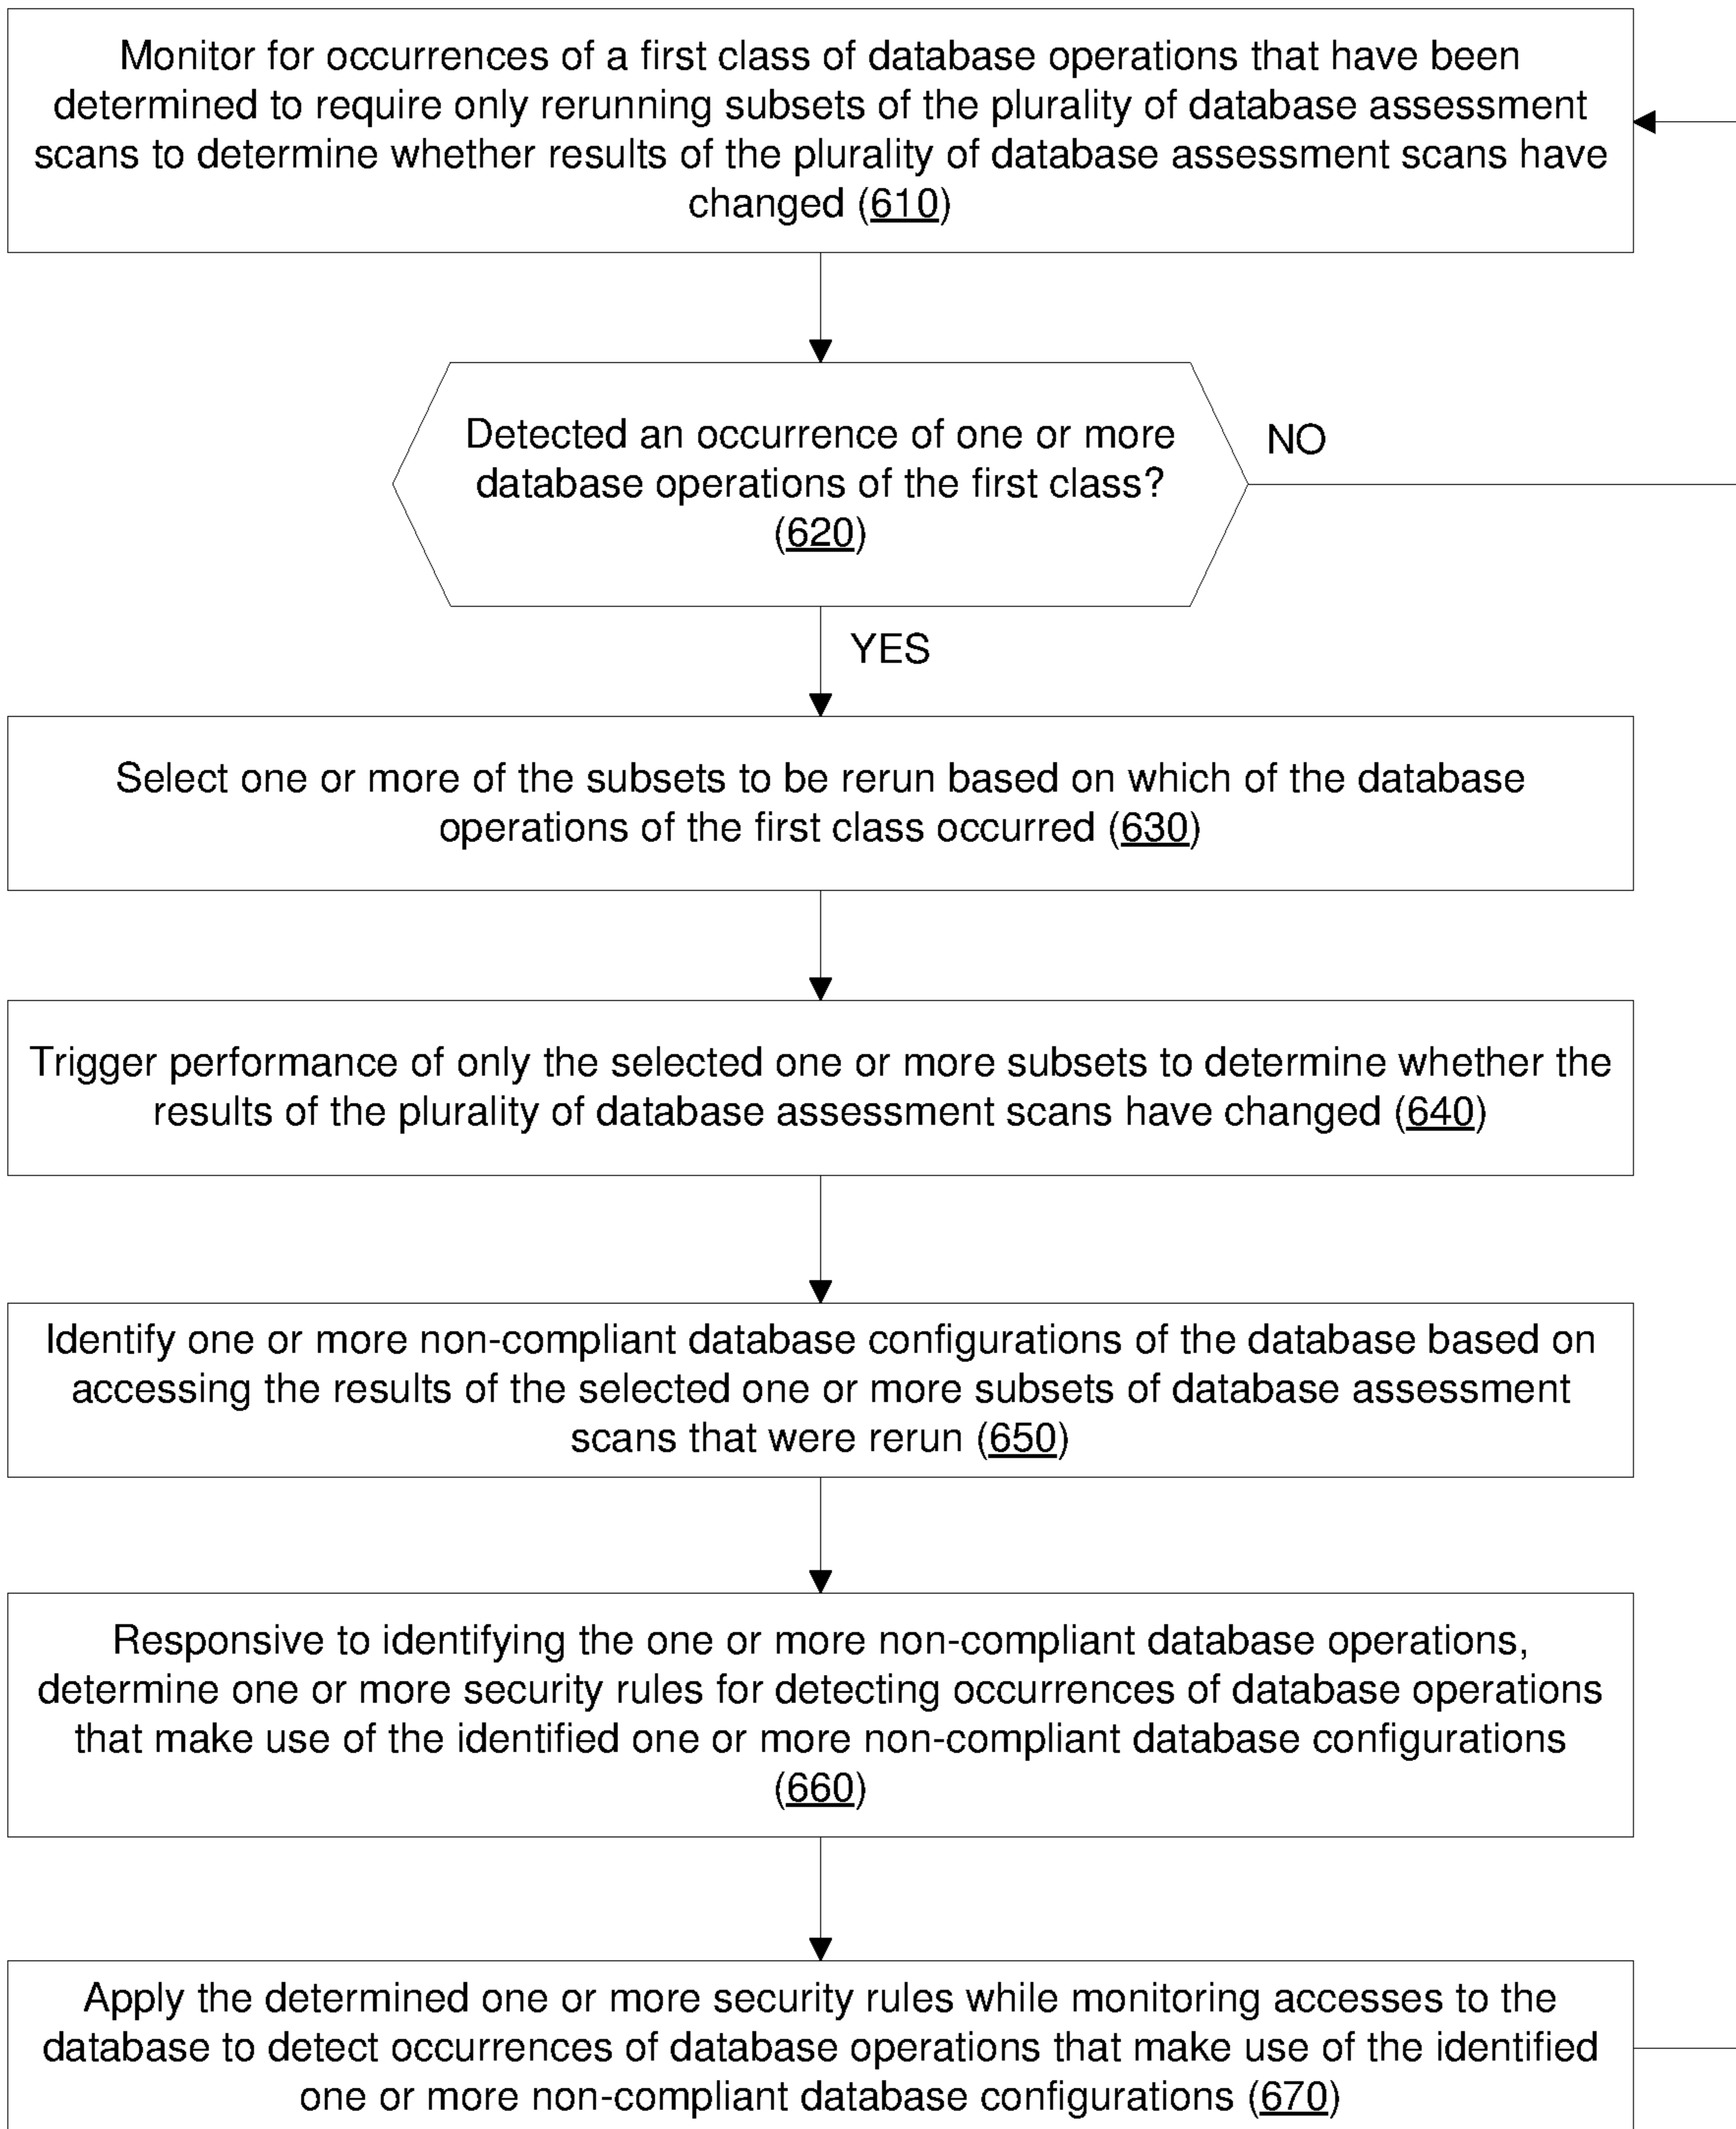 Monitor for occurrences of a first class of database operations that have been
determined to require only rerunning subsets of the plurality of database assessment
scans to determine whether results of the plurality of database assessment scans have
changed (610)
Detected an occurrence of one or more
database operations of the first class?
(620)
NO
YES
Select one or more of the subsets to be rerun based on which of the database
operations of the first class occurred (630)
Trigger performance of only the selected one or more subsets to determine whether the
results of the plurality of database assessment scans have changed (640)
Identify one or more non-compliant database configurations of the database based on
accessing the results of the selected one or more subsets of database assessment
scans that were rerun (650)
Responsive to identifying the one or more non-compliant database operations,
determine one or more security rules for detecting occurrences of database operations
that make use of the identified one or more non-compliant database configurations
(660)
Apply the determined one or more security rules while monitoring accesses to the
database to detect occurrences of database operations that make use of the identified
one or more non-compliant database configurations (670)